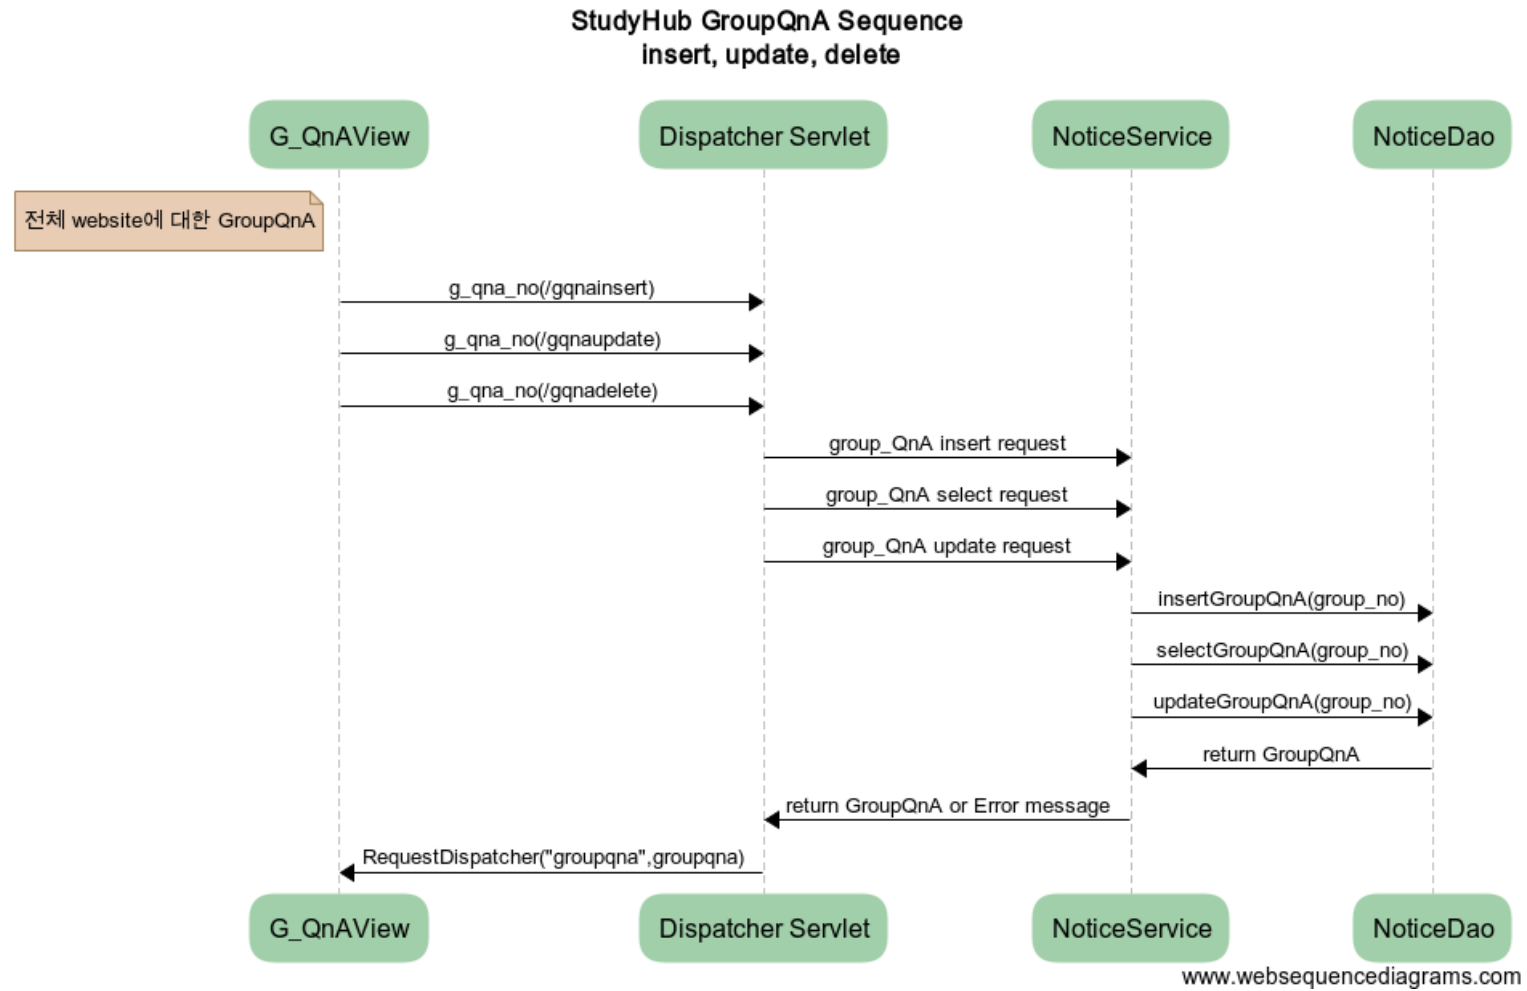 StudyHub GroupQnA Sequence
insert, update, delete
G_QnAView
Dispatcher Servlet
NoticeService
NoticeDao
전체 website에 대한 GroupQnA
g_qna_no(/gqnainsert)
g_qna_no(/gqnaupdate)
g_qna_no(/gqnadelete)
group_QnA insert request
group_QnA select request
group_QnA update request
insertGroupQnA(group_no)
selectGroupQnA(group_no)
updateGroupQnA(group_no)
return GroupQnA
return GroupQnA or Error message
RequestDispatcher("groupqna",groupqna)
G_QnAView
Dispatcher Servlet
NoticeService
NoticeDao
www.websequencediagrams.com